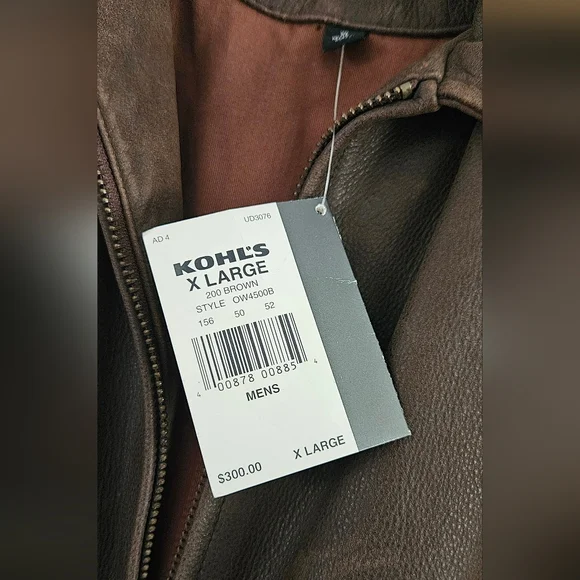 AD 4 UD3076
KOHL'S
X LARGE
200 BROWN
STYLE OW4500B
156 50 52
4 00878 00885 4
MENS
$300.00 X LARGE